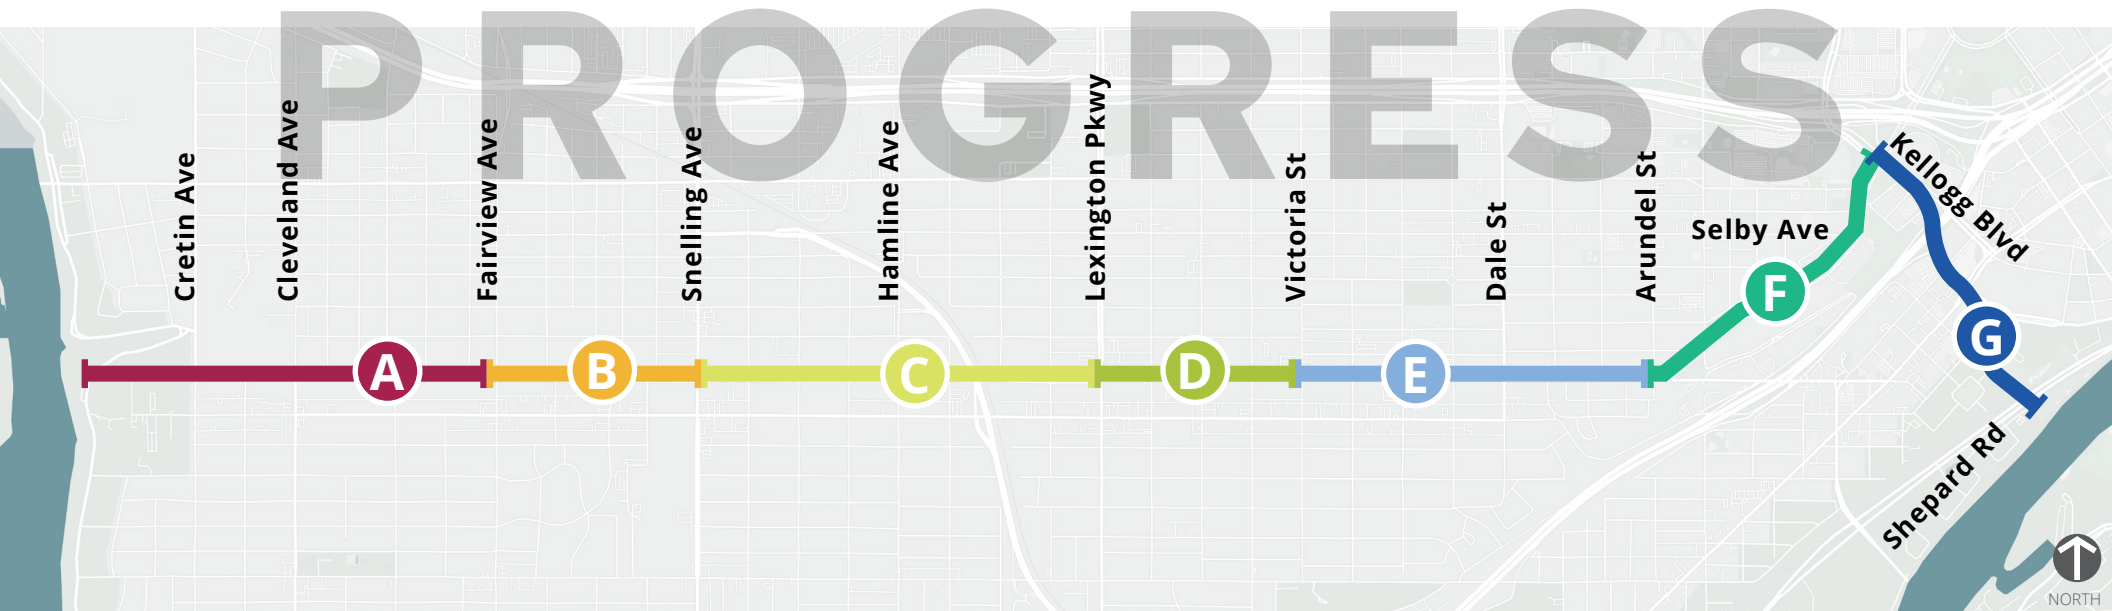 PROGRESS
Cretin Ave
Cleveland Ave
Fairview Ave
Snelling Ave
Hamline Ave
Lexington Pkwy
Victoria St
Dale St
Arundel St
Selby Ave
Kellogg Blvd
Shepard Rd
A
B
C
D
E
F
G
NORTH